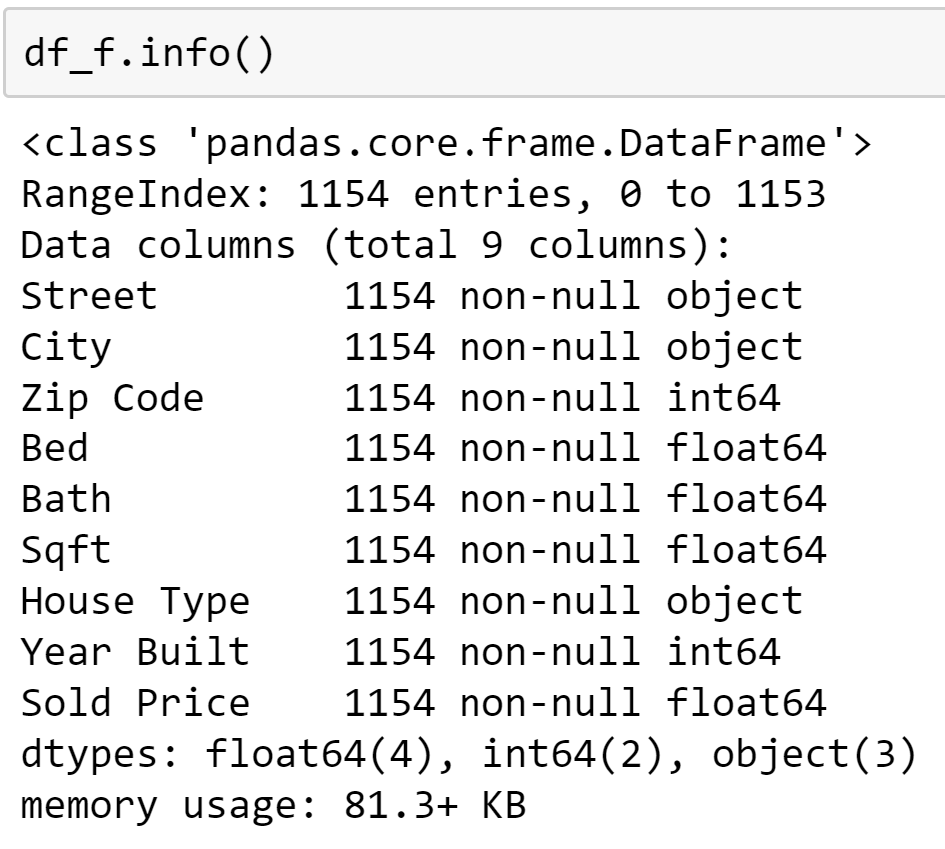 df_f.info()
<class 'pandas.core.frame.DataFrame'>
RangeIndex: 1154 entries, 0 to 1153
Data columns (total 9 columns):
Street        1154 non-null object
City          1154 non-null object
Zip Code      1154 non-null int64
Bed           1154 non-null float64
Bath          1154 non-null float64
Sqft          1154 non-null float64
House Type    1154 non-null object
Year Built    1154 non-null int64
Sold Price    1154 non-null float64
dtypes: float64(4), int64(2), object(3)
memory usage: 81.3+ KB